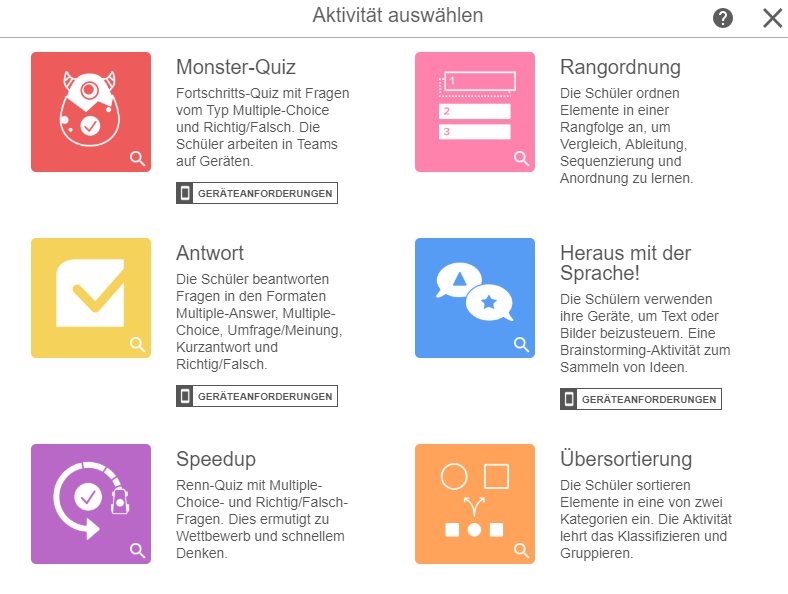 Aktivität auswählen
?
Monster-Quiz
Fortschritts-Quiz mit Fragen
vom Typ Multiple-Choice
und Richtig/Falsch. Die
Schüler arbeiten in Teams
auf Geräten.
GERÄTEANFORDERUNGEN
1
2
3
Rangordnung
Die Schüler ordnen
Elemente in einer
Rangfolge an, um
Vergleich, Ableitung,
Sequenzierung und
Anordnung zu lernen.
Antwort
Die Schüler beantworten
Fragen in den Formaten
Multiple-Answer, Multiple-
Choice, Umfrage/Meinung,
Kurzantwort und
Richtig/Falsch.
GERÄTEANFORDERUNGEN
Heraus mit der
Sprache!
Die Schülern verwenden
ihre Geräte, um Text oder
Bilder beizusteuern. Eine
Brainstorming-Aktivität zum
Sammeln von Ideen.
GERÄTEANFORDERUNGEN
Speedup
Renn-Quiz mit Multiple-
Choice- und Richtig/Falsch-
Fragen. Dies ermutigt zu
Wettbewerb und schnellem
Denken.
Übersortierung
Die Schüler sortieren
Elemente in eine von zwei
Kategorien ein. Die Aktivität
lehrt das Klassifizieren und
Gruppieren.